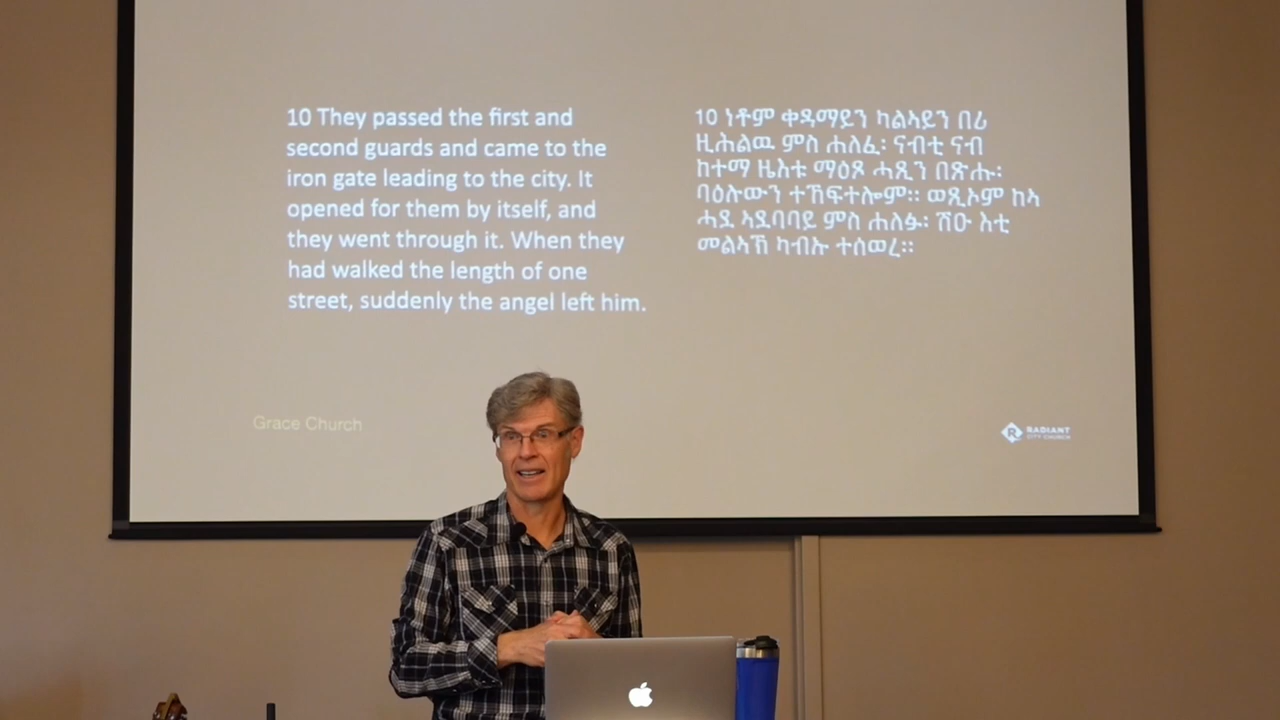 10 They passed the first and
second guards and came to the
iron gate leading to the city. It
opened for them by itself, and
they went through it. When they
had walked the length of one
street, suddenly the angel left him.
10 ነቶም ቀዳማይን ካልኣይን በሪ
ዚሕልዉ ምስ ሐለፈ፡ ናብቲ ናብ
ከተማ ዜእቱ ማዕጾ ሓጺን በጽሑ፡
ባዕሉውን ተኸፍተሎም። ወጺኦም ከኣ
ሓደ ኣደባባይ ምስ ሐለፉ፡ ሽዑ እቲ
መልኣኽ ካብኡ ተሰወረ።
Grace Church
RADIANT
CITY CHURCH